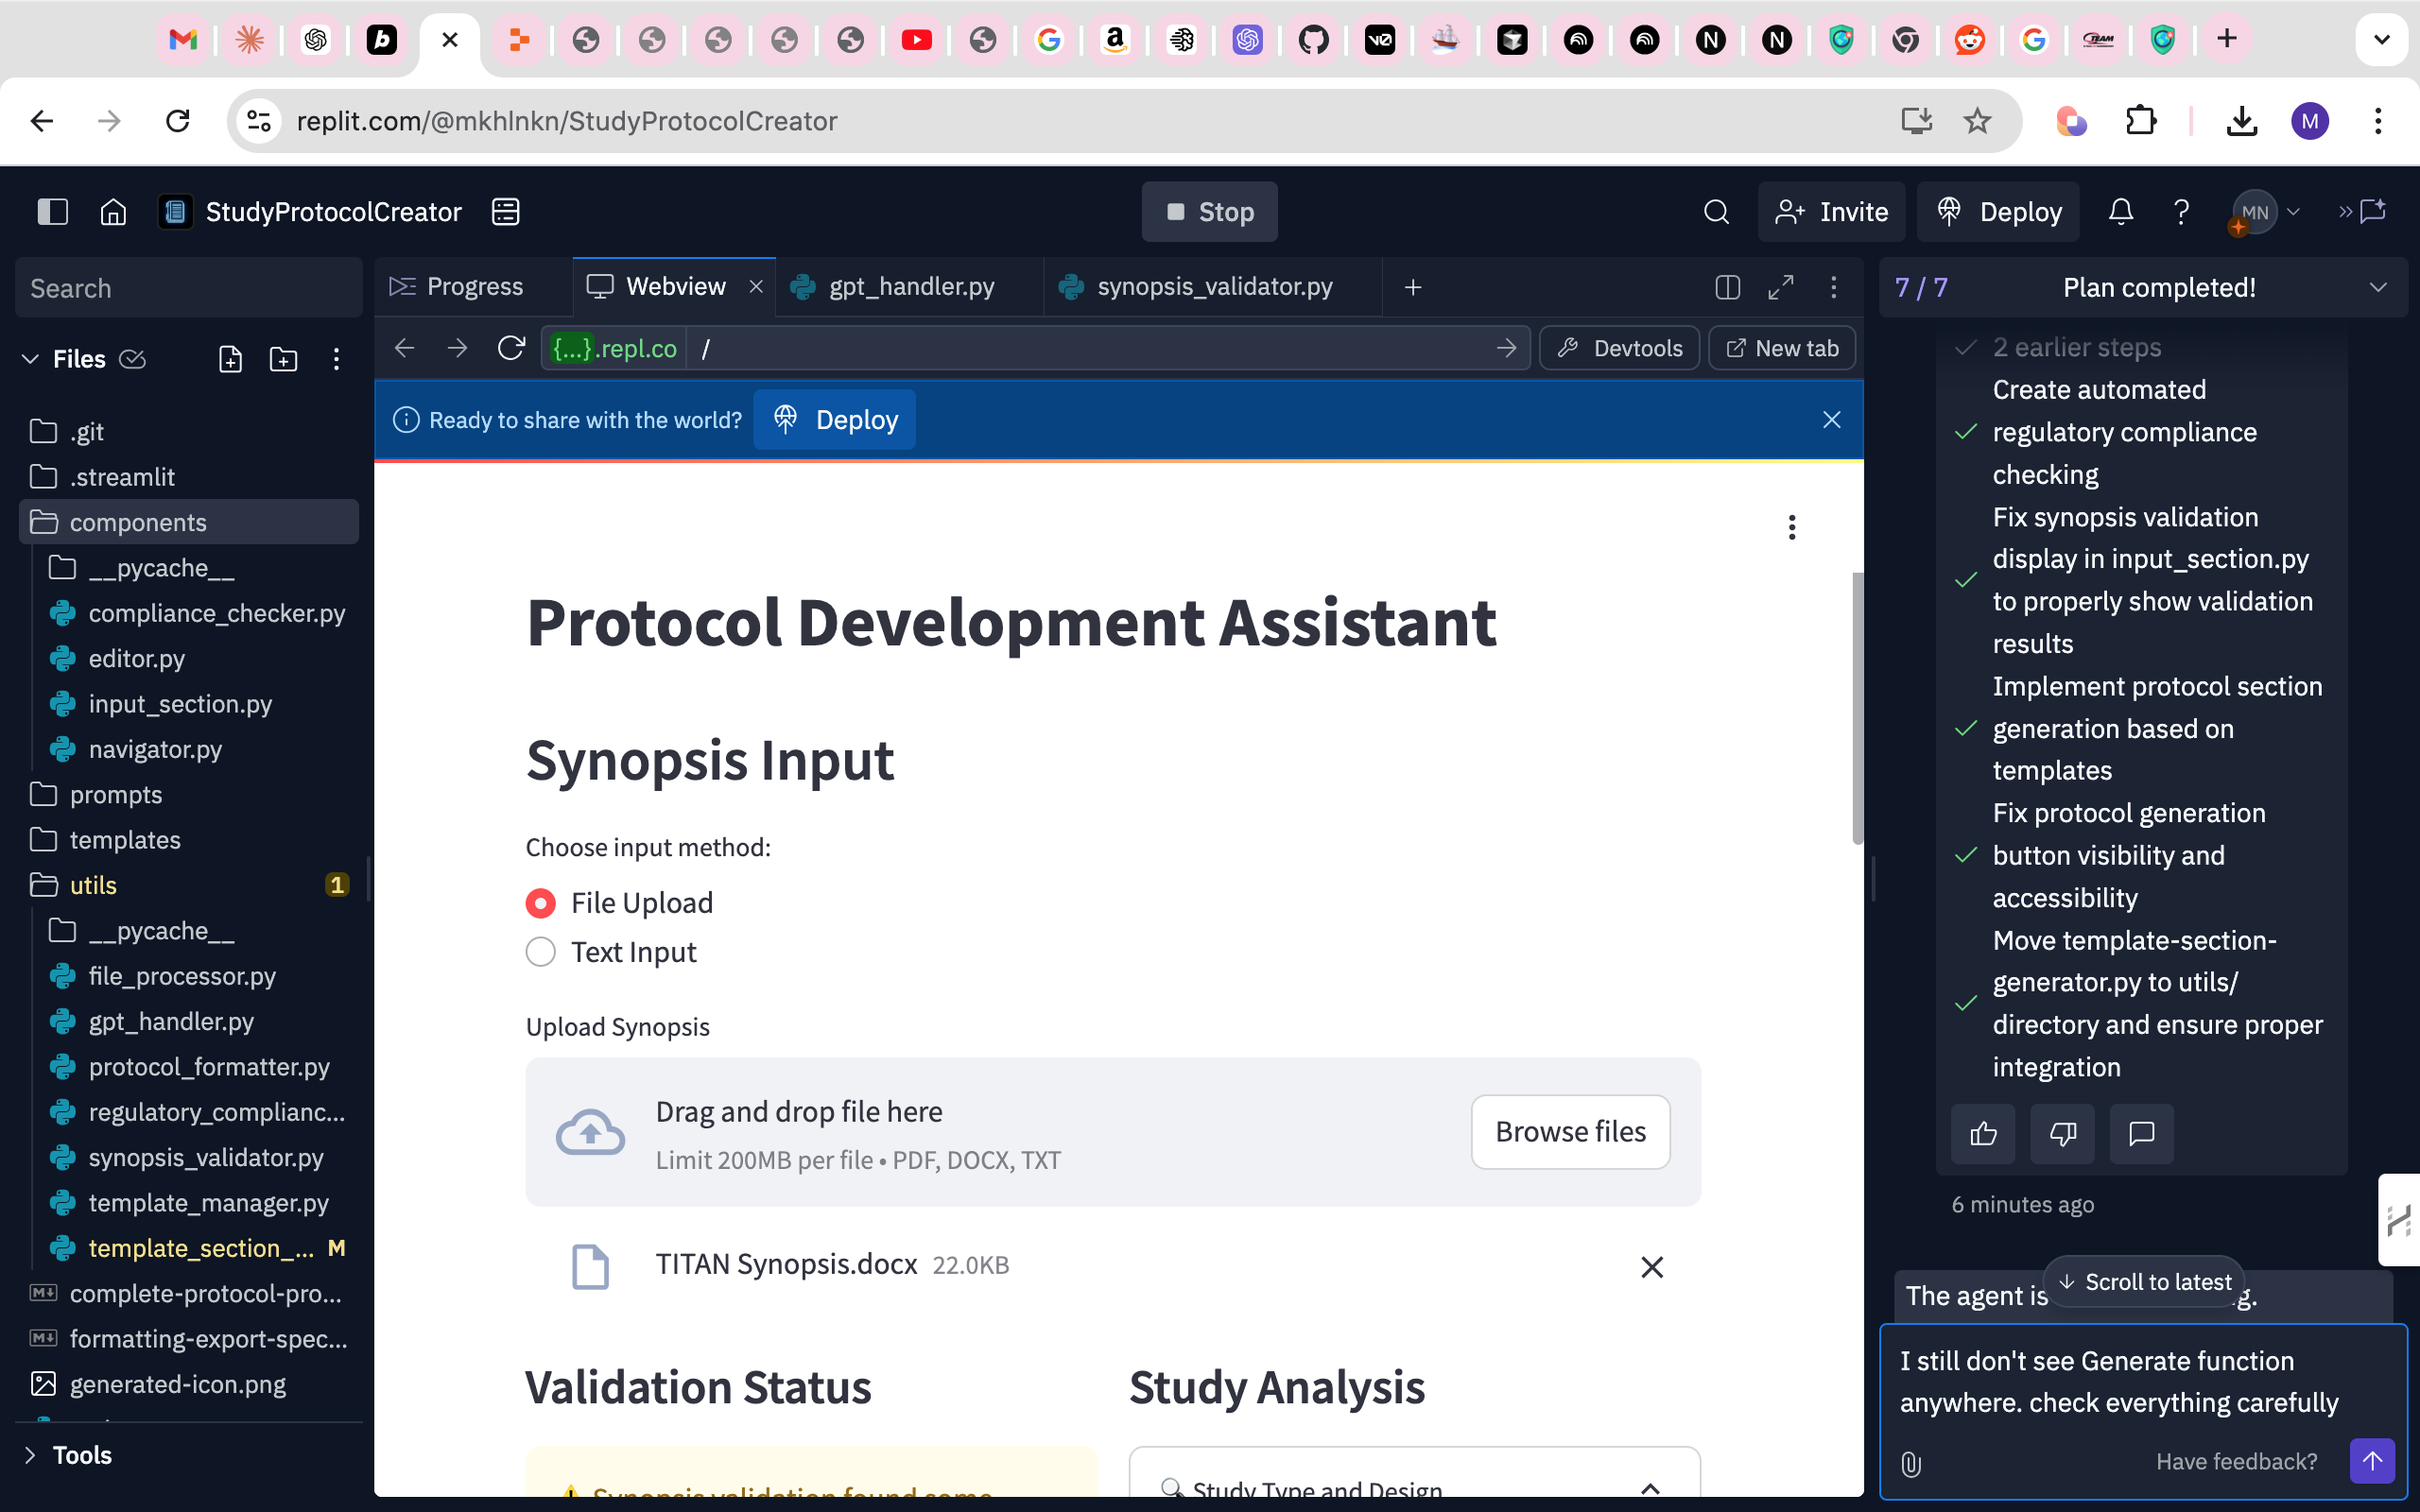 replit.com/@mkhlnkn/StudyProtocolCreator
M
StudyProtocolCreator
Stop
Invite
Deploy
MN
Search
Files
.git
.streamlit
components
__pycache__
compliance_checker.py
editor.py
input_section.py
navigator.py
prompts
templates
utils
1
__pycache__
file_processor.py
gpt_handler.py
protocol_formatter.py
regulatory_complianc...
synopsis_validator.py
template_manager.py
template_section_... M
complete-protocol-pro...
formatting-export-spec...
generated-icon.png
Tools
Progress
Webview
gpt_handler.py
synopsis_validator.py
{...}.repl.co
/
Devtools
New tab
Ready to share with the world?
Deploy
Protocol Development Assistant
Synopsis Input
Choose input method:
File Upload
Text Input
Upload Synopsis
Drag and drop file here
Limit 200MB per file • PDF, DOCX, TXT
Browse files
TITAN Synopsis.docx 22.0KB
Validation Status
Study Analysis
Synopsis validation found some
Study Type and Design
7 / 7
Plan completed!
2 earlier steps
Create automated
regulatory compliance
checking
Fix synopsis validation
display in input_section.py
to properly show validation
results
Implement protocol section
generation based on
templates
Fix protocol generation
button visibility and
accessibility
Move template-section-
generator.py to utils/
directory and ensure proper
integration
6 minutes ago
The agent is
Scroll to latest
I still don't see Generate function
anywhere. check everything carefully
Have feedback?